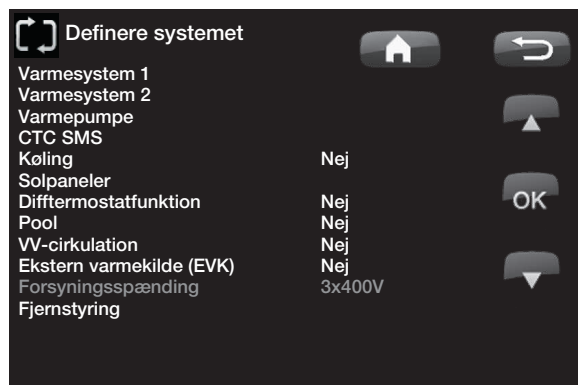 Definere systemet
Varmesystem 1
Varmesystem 2
Varmepumpe
CTC SMS
Køling Nej
Solpaneler
Difftermostatfunktion Nej
Pool Nej
VV-cirkulation Nej
Ekstern varmekilde (EVK) Nej
Forsyningsspænding 3x400V
Fjernstyring
OK